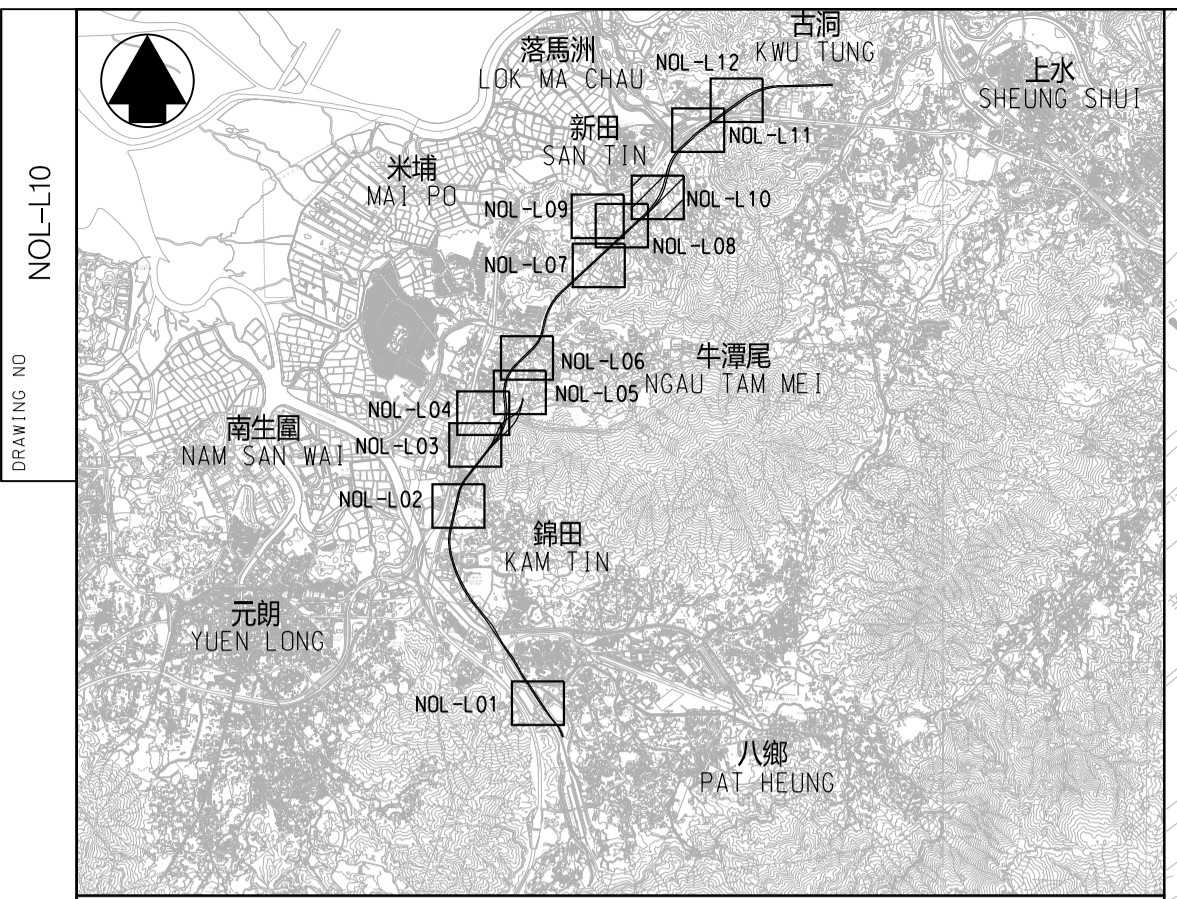 DRAWING NO
NOL-L10
古洞
KWU TUNG
落馬洲
LOK MA CHAU
NOL-L12
上水
SHEUNG SHUI
新田
SAN TIN
NOL-L11
米埔
MAI PO
NOL-L09
NOL-L10
NOL-L08
NOL-L07
NOL-L06
牛潭尾
NGAU TAM MEI
NOL-L05
NOL-L04
南生圍
NAM SAN WAI
NOL-L03
NOL-L02
錦田
KAM TIN
元朗
YUEN LONG
NOL-L01
八鄉
PAT HEUNG